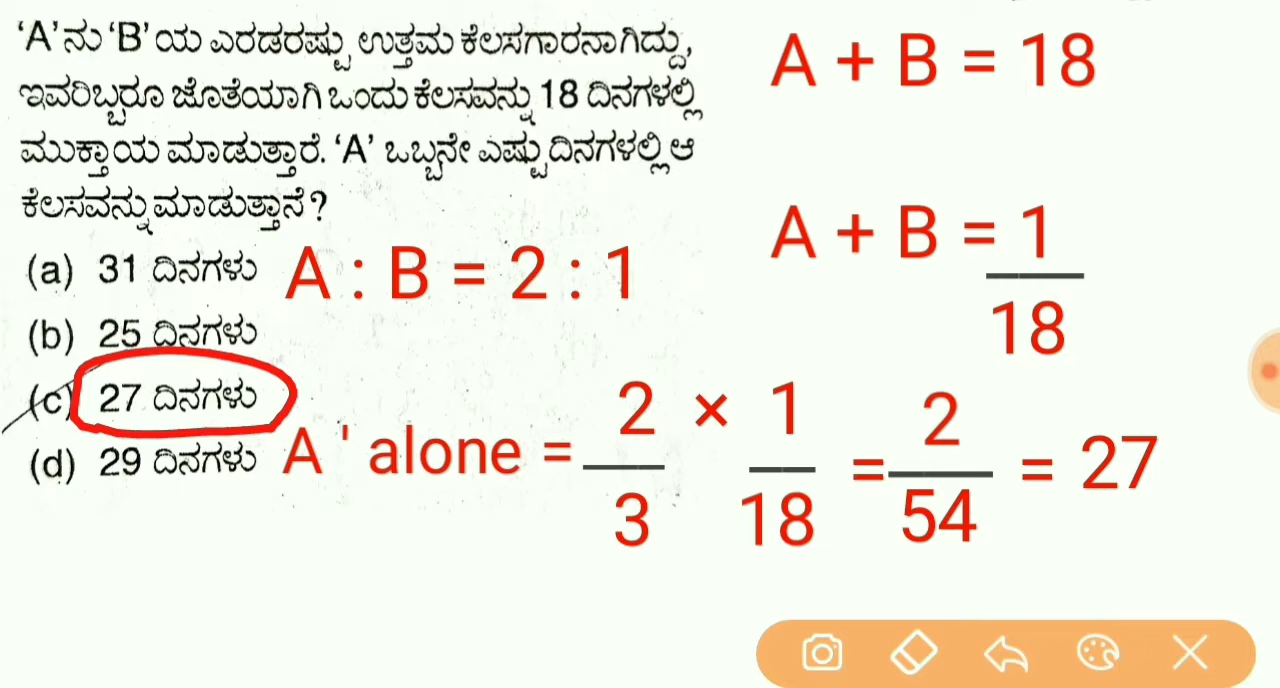 ‘A’ನು ‘B’ಯ ಎರಡರಷ್ಟು ಉತ್ತಮ ಕೆಲಸಗಾರನಾಗಿದ್ದು,
ಇವರಿಬ್ಬರೂ ಜೊತೆಯಾಗಿ ಒಂದು ಕೆಲಸವನ್ನು 18 ದಿನಗಳಲ್ಲಿ
ಮುಕ್ತಾಯ ಮಾಡುತ್ತಾರೆ. ‘A’ ಒಬ್ಬನೇ ಎಷ್ಟು ದಿನಗಳಲ್ಲಿ ಆ
ಕೆಲಸವನ್ನು ಮಾಡುತ್ತಾನೆ?
(a) 31 ದಿನಗಳು
(b) 25 ದಿನಗಳು
(c) 27 ದಿನಗಳು
(d) 29 ದಿನಗಳು
A + B = 18
A + B = 1
18
A : B = 2 : 1
A ' alone = 2/3 × 1/18 = 2/54 = 27